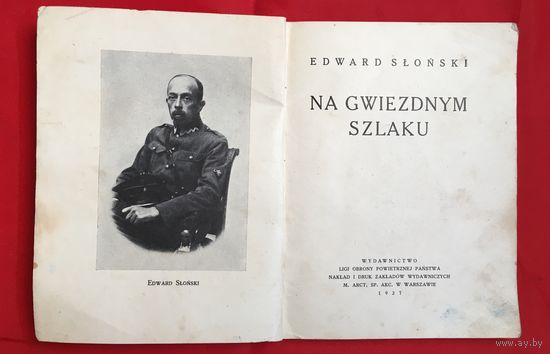 EDWARD SŁOŃSKI
EDWARD SŁOŃSKI
NA GWIEZDNYM
SZLAKU
WYDAWNICTWO
LIGI OBRONY POWIETRZNEJ PAŃSTWA
NAKŁAD I DRUK ZAKŁADÓW WYDAWNICZYCH
M. ARCT, SP. AKC. W WARSZAWIE
1927
www.ay.by